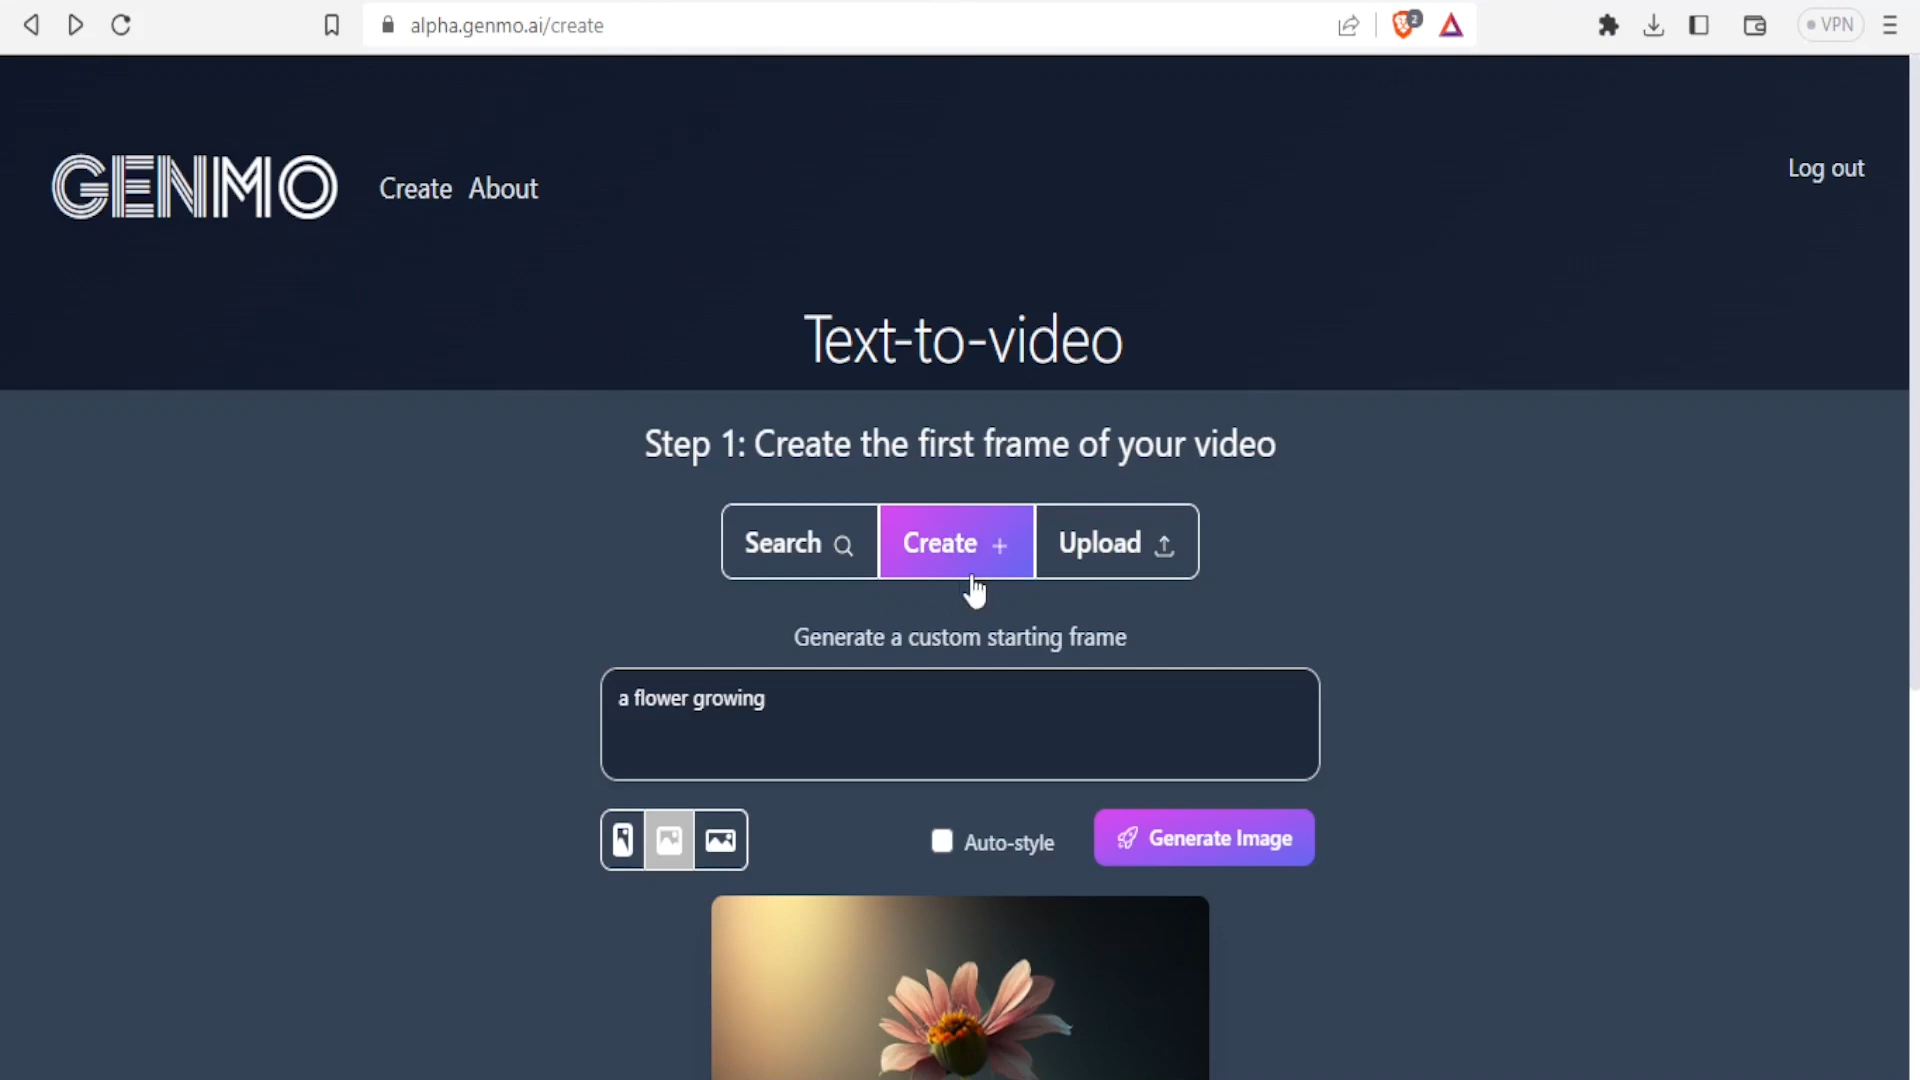 alpha.genmo.ai/create
2
VPN
GENMO
Create About
Log out
Text-to-video
Step 1: Create the first frame of your video
Search
Create +
Upload
Generate a custom starting frame
a flower growing
Auto-style
Generate Image